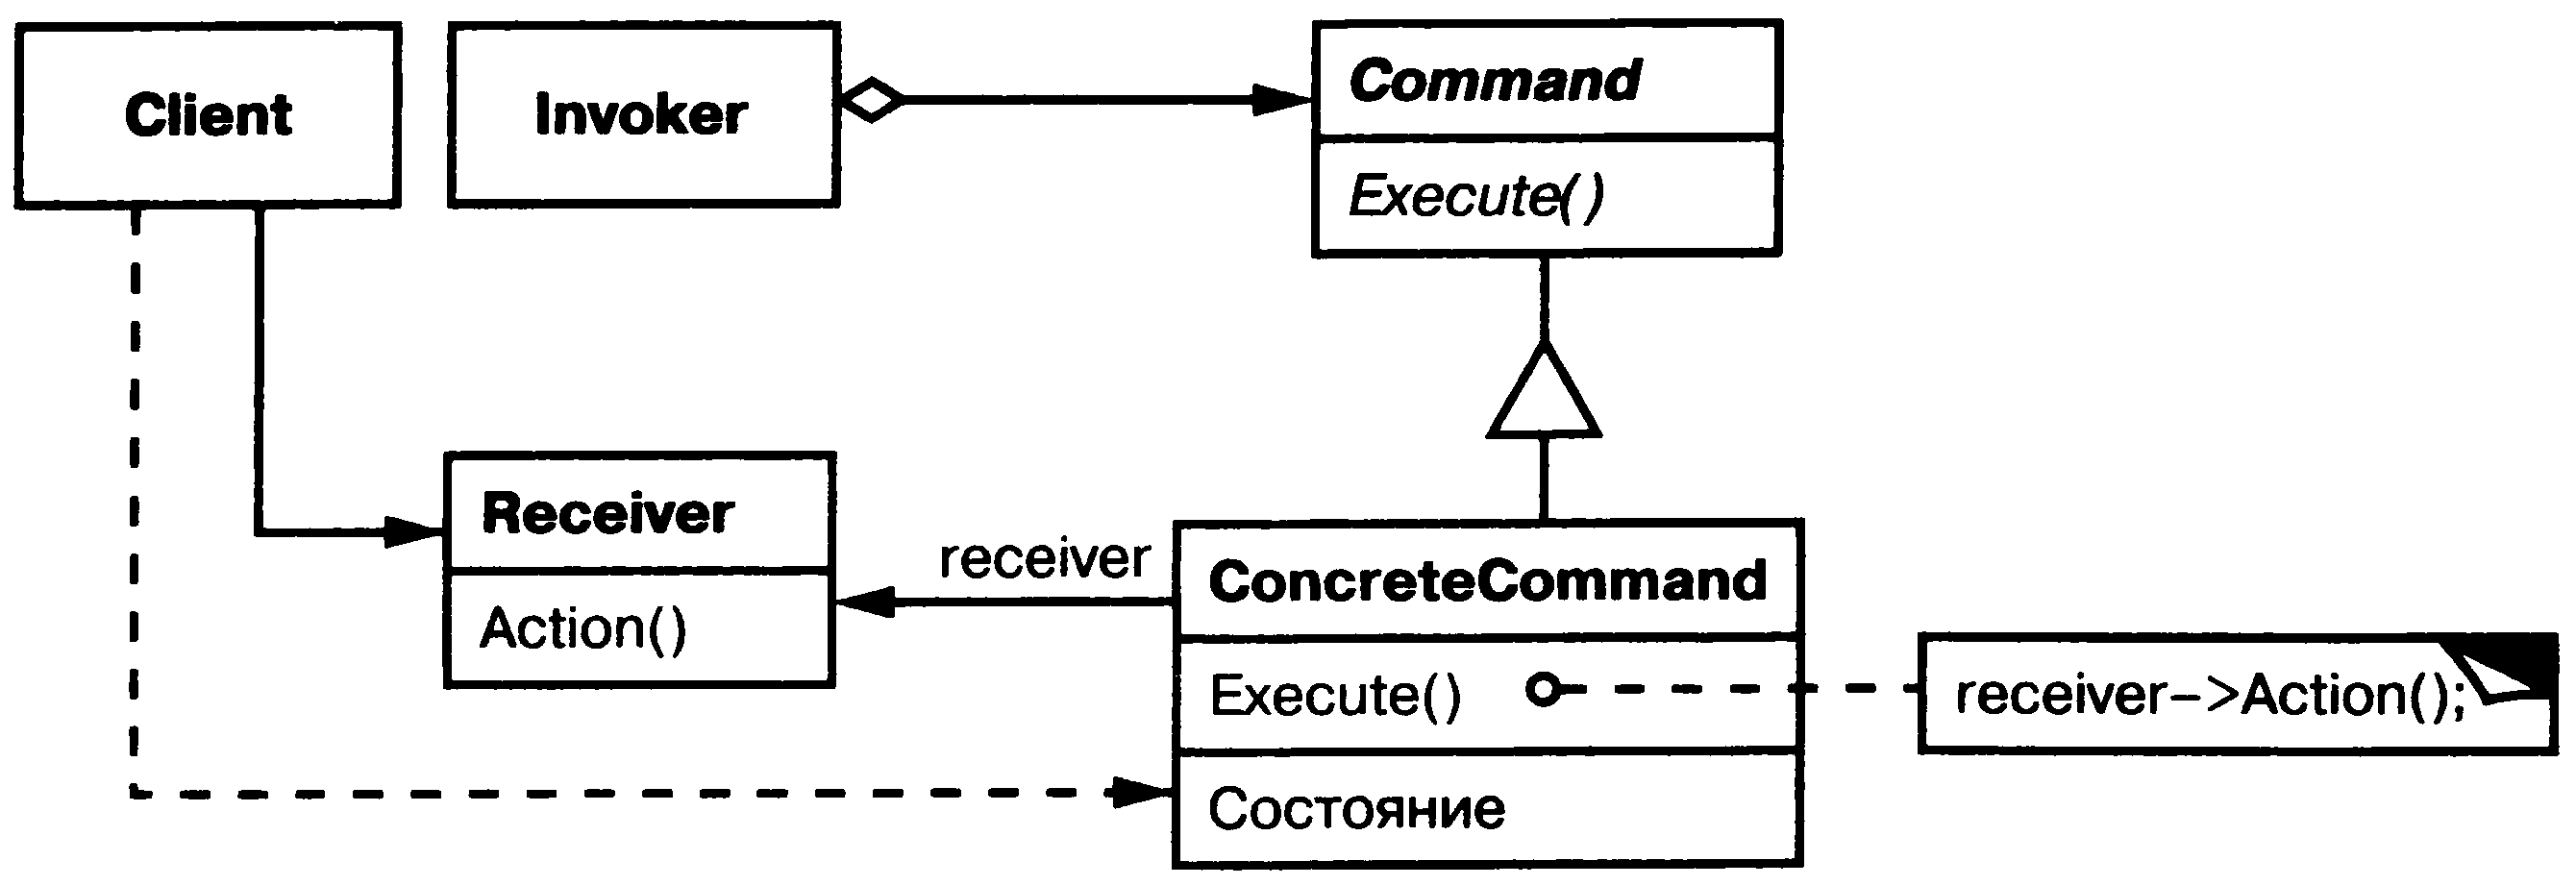 Client
Invoker
Command
Execute()
Receiver
Action()
receiver
ConcreteCommand
Execute()
Состояние
receiver->Action();